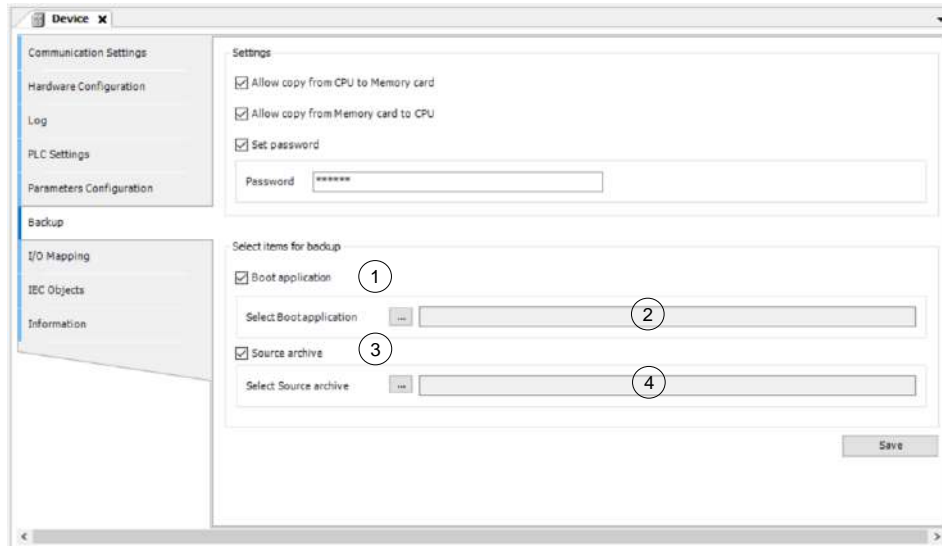 Device
Communication Settings
Hardware Configuration
Log
PLC Settings
Parameters Configuration
Backup
I/O Mapping
IEC Objects
Information
Settings
Allow copy from CPU to Memory card
Allow copy from Memory card to CPU
Set password
Password ******
Select items for backup
Boot application 1
Select Boot application ... 2
Source archive 3
Select Source archive ... 4
Save